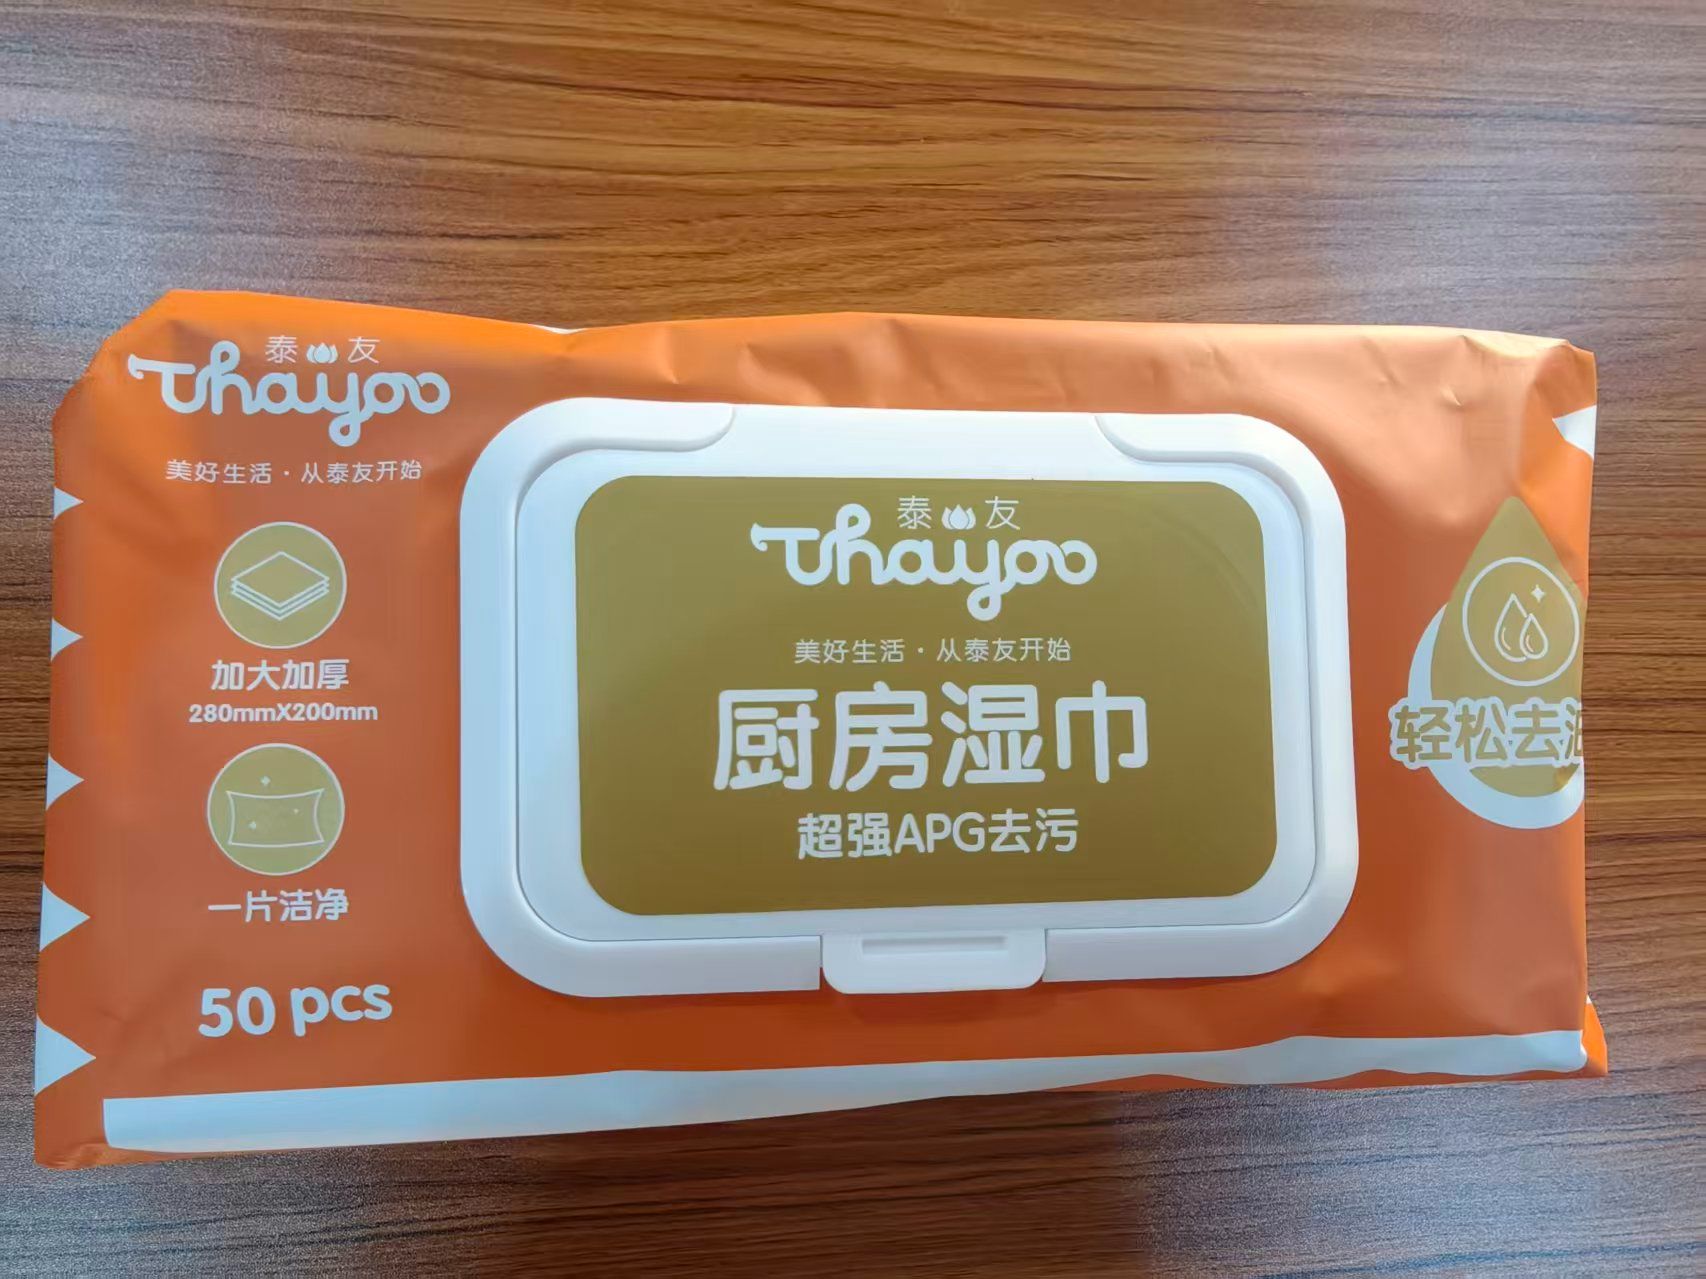 泰友
Thayoo
美好生活·从泰友开始
加大加厚
280mmX200mm
一片洁净
50 pcs
泰友
Thayoo
美好生活·从泰友开始
厨房湿巾
超强APG去污
轻松去油